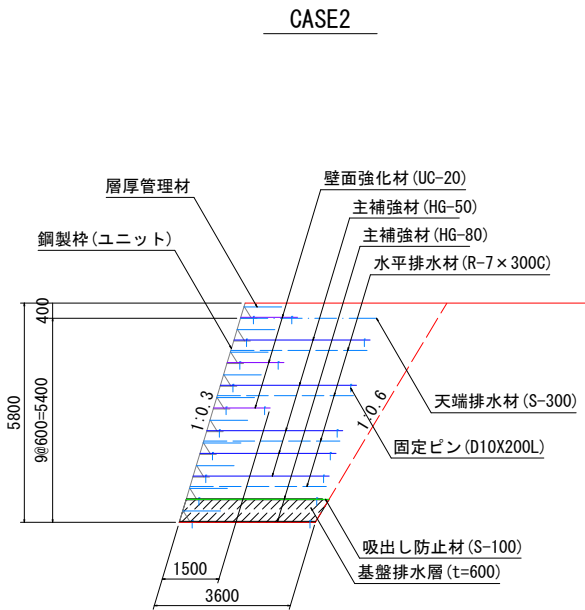 CASE2
壁面強化材(UC-20)
層厚管理材
主補強材(HG-50)
主補強材(HG-80)
鋼製枠(ユニット)
水平排水材(R-7×300C)
400
5800
9@600=5400
1:0.3
1:0.6
天端排水材(S-300)
固定ピン(D10X200L)
吸出し防止材(S-100)
基盤排水層(t=600)
1500
3600